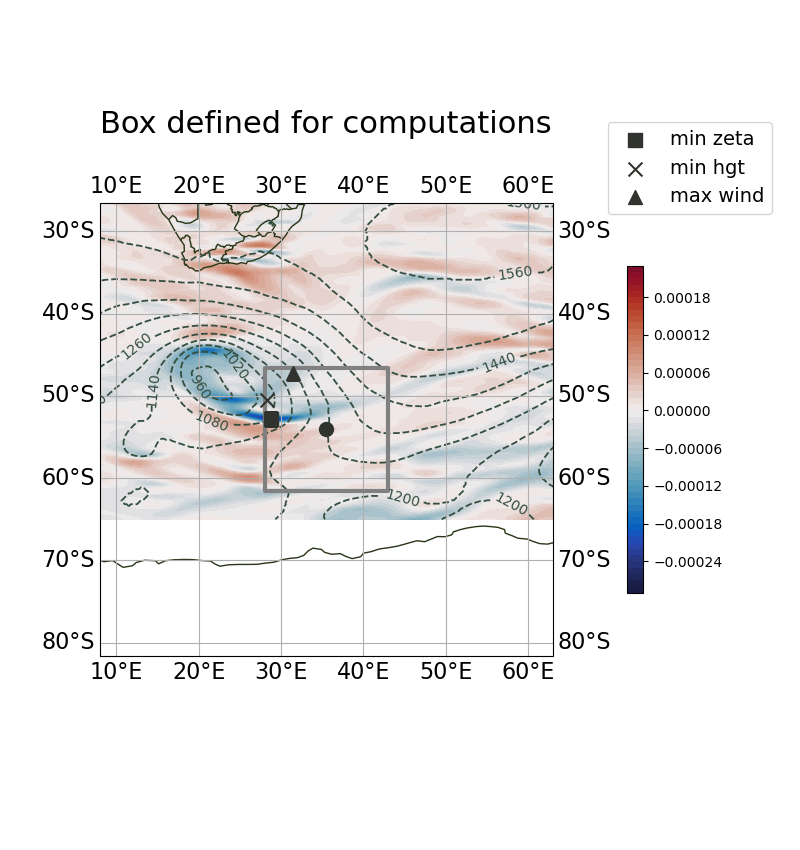 Box defined for computations
min zeta
min hgt
max wind
10°E 20°E 30°E 40°E 50°E 60°E
30°S 30°S
1560
40°S 40°S
1260
1020
1440
1140
960
50°S 50°S
1080
60°S 60°S
1200
1200
70°S 70°S
80°S 80°S
10°E 20°E 30°E 40°E 50°E 60°E
0.00018
0.00012
0.00006
0.00000
−0.00006
−0.00012
−0.00018
−0.00024